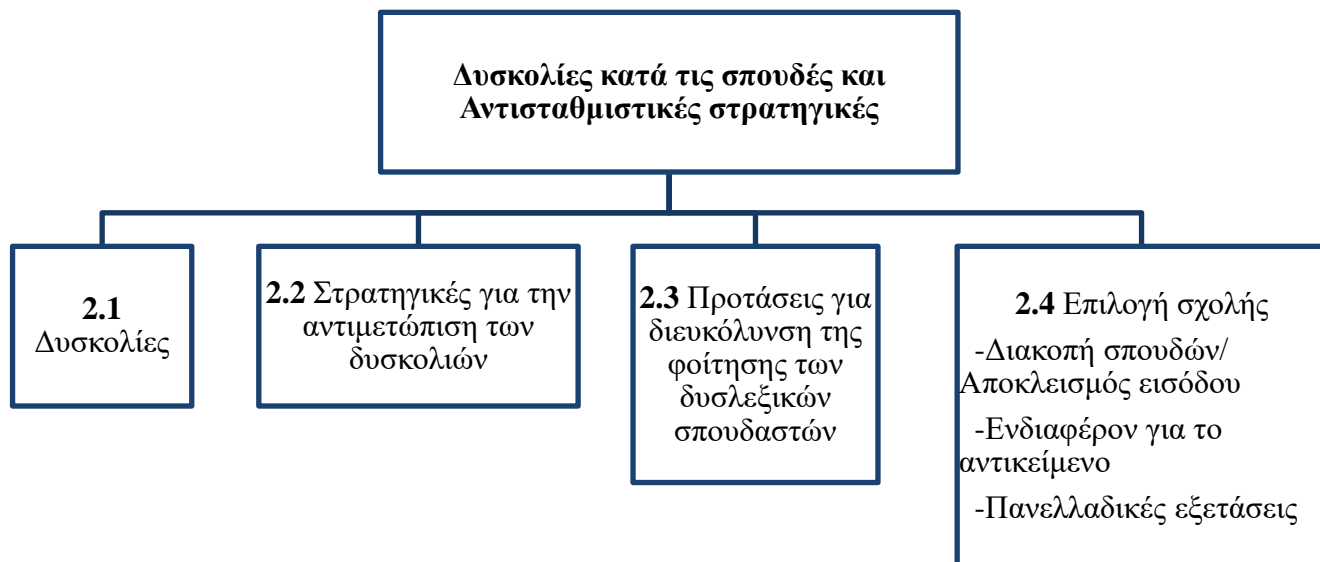 Δυσκολίες κατά τις σπουδές και
Αντισταθμιστικές στρατηγικές
2.1
Δυσκολίες
2.2 Στρατηγικές για την
αντιμετώπιση των
δυσκολιών
2.3 Προτάσεις για
διευκόλυνση της
φοίτησης των
δυσλεξικών
σπουδαστών
2.4 Επιλογή σχολής
-Διακοπή σπουδών/
Αποκλεισμός εισόδου
-Ενδιαφέρον για το
αντικείμενο
-Πανελλαδικές εξετάσεις